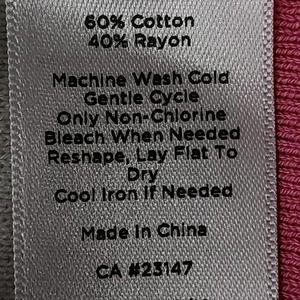 60% Cotton
40% Rayon
Machine Wash Cold
Gentle Cycle
Only Non-Chlorine
Bleach When Needed
Reshape, Lay Flat To
Dry
Cool Iron If Needed
Made In China
CA #23147